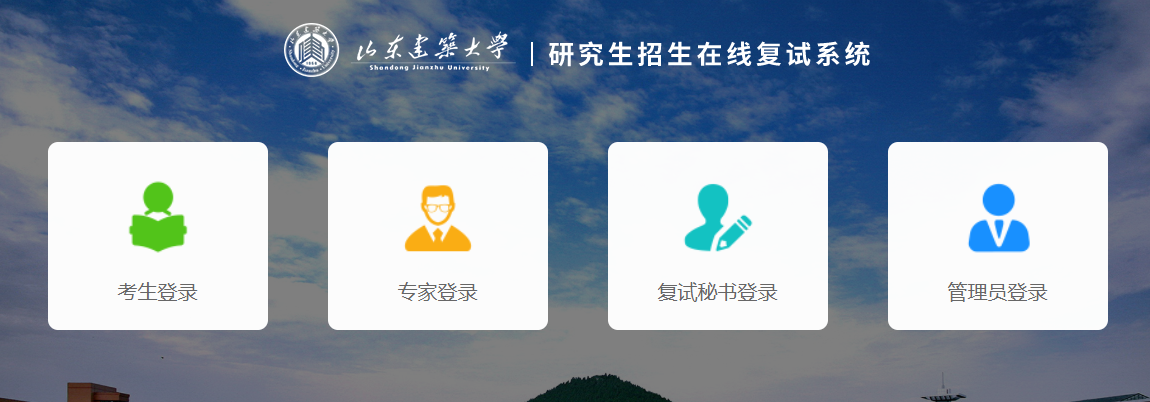 山东建筑大学
Shandong Jianzhu University
研究生招生在线复试系统
考生登录
专家登录
复试秘书登录
管理员登录